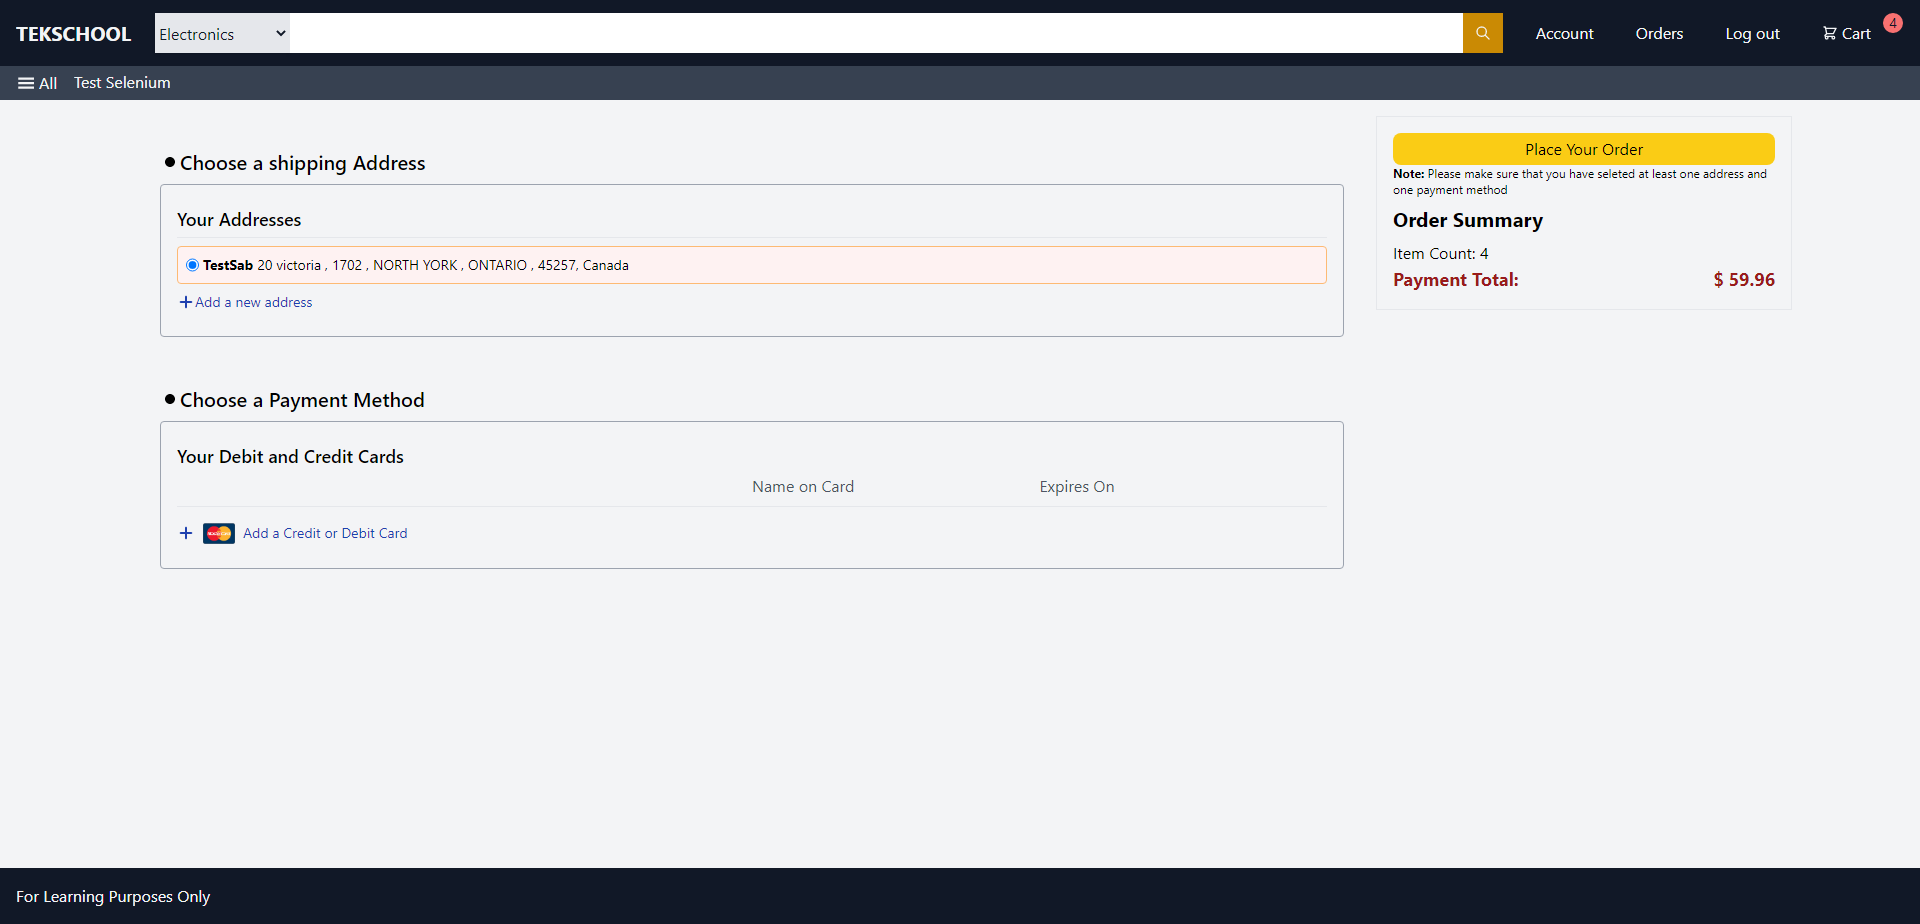 TEKSCHOOL
Electronics
Account
Orders
Log out
Cart
4
All
Test Selenium
Choose a shipping Address
Your Addresses
TestSab 20 victoria , 1702 , NORTH YORK , ONTARIO , 45257, Canada
Add a new address
Choose a Payment Method
Your Debit and Credit Cards
Name on Card
Expires On
Add a Credit or Debit Card
Place Your Order
Note: Please make sure that you have seleted at least one address and
one payment method
Order Summary
Item Count: 4
Payment Total: $ 59.96
For Learning Purposes Only